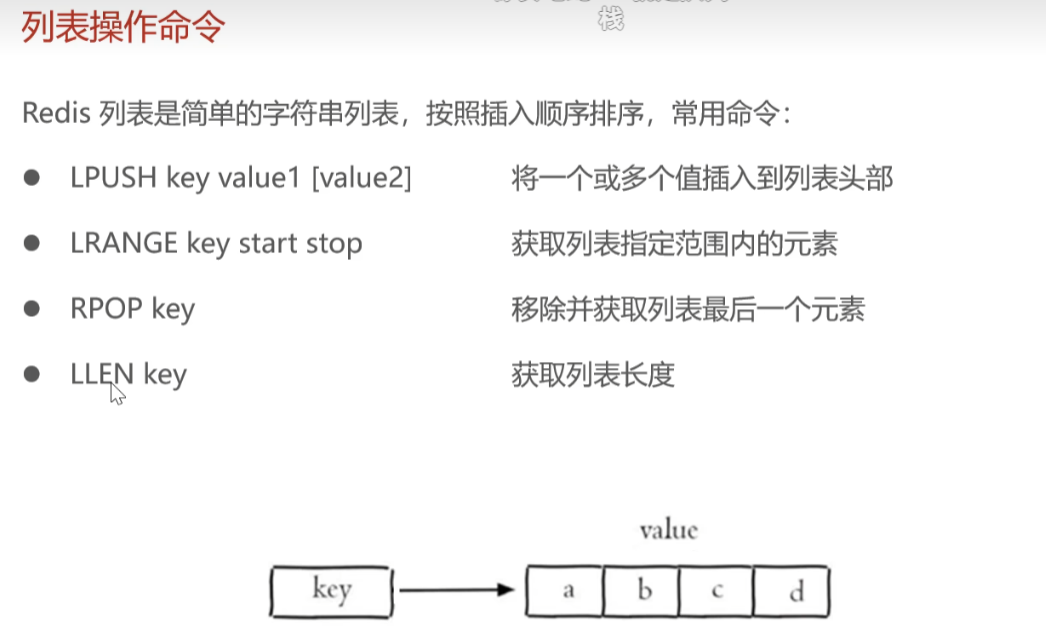 列表操作命令
栈
Redis 列表是简单的字符串列表，按照插入顺序排序，常用命令：
● LPUSH key value1 [value2] 将一个或多个值插入到列表头部
● LRANGE key start stop 获取列表指定范围内的元素
● RPOP key 移除并获取列表最后一个元素
● LLEN key 获取列表长度
value
key a b c d